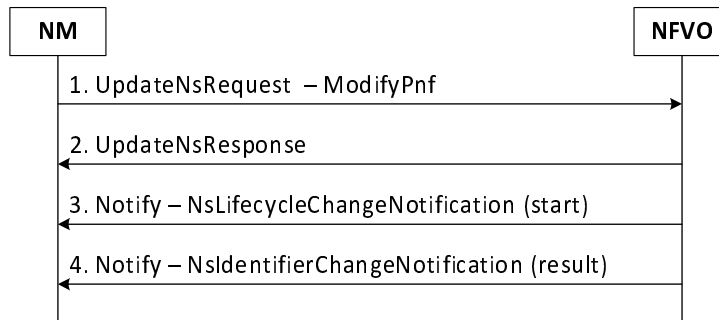 NM
NFVO
1. UpdateNsRequest – ModifyPnf
2. UpdateNsResponse
3. Notify – NsLifecycleChangeNotification (start)
4. Notify – NsIdentifierChangeNotification (result)